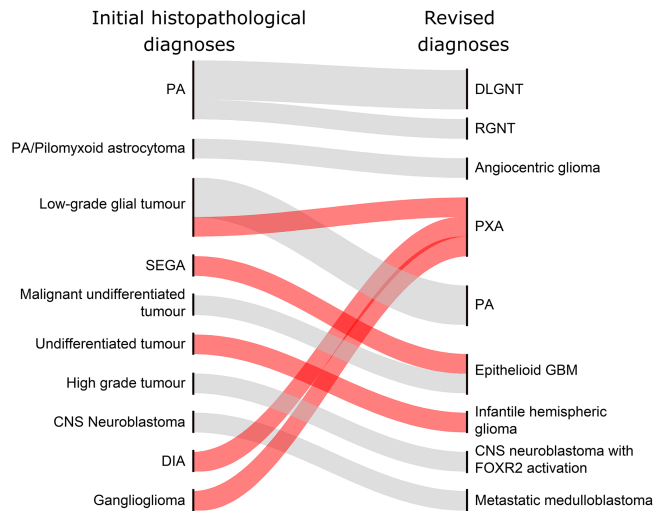 Initial histopathological
diagnoses
Revised
diagnoses
PA
PA/Pilomyxoid astrocytoma
Low-grade glial tumour
SEGA
Malignant undifferentiated
tumour
Undifferentiated tumour
High grade tumour
CNS Neuroblastoma
DIA
Ganglioglioma
DLGNT
RGNT
Angiocentric glioma
PXA
PA
Epithelioid GBM
Infantile hemispheric
glioma
CNS neuroblastoma with
FOXR2 activation
Metastatic medulloblastoma